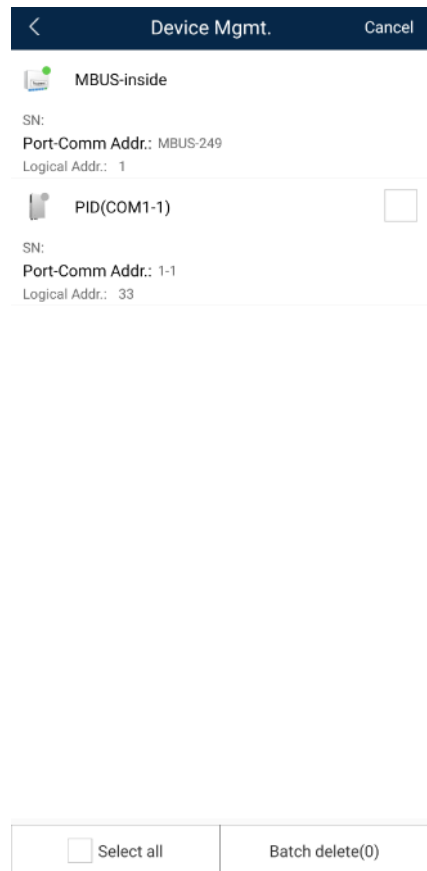 Device Mgmt. Cancel
MBUS-inside
SN:
Port-Comm Addr.: MBUS-249
Logical Addr.: 1
PID(COM1-1)
SN:
Port-Comm Addr.: 1-1
Logical Addr.: 33
Select all Batch delete(0)